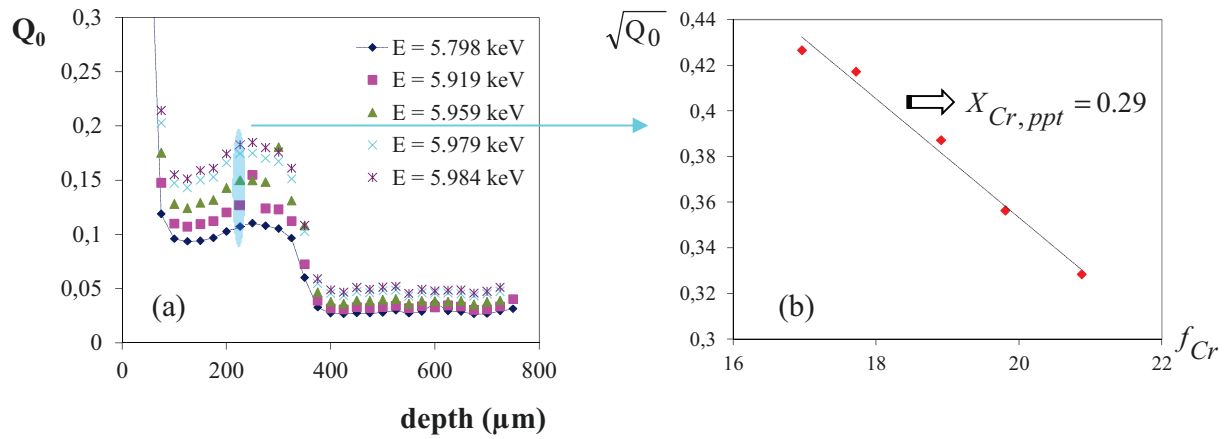 Q₀
0,3
0,25
0,2
0,15
0,1
0,05
0
0
200
400
600
800
depth (µm)
E = 5.798 keV
E = 5.919 keV
E = 5.959 keV
E = 5.979 keV
E = 5.984 keV
(a)
√Q₀
0,44
0,42
0,4
0,38
0,36
0,34
0,32
0,3
16
18
20
22
f_Cr
X_Cr,ppt = 0.29
(b)